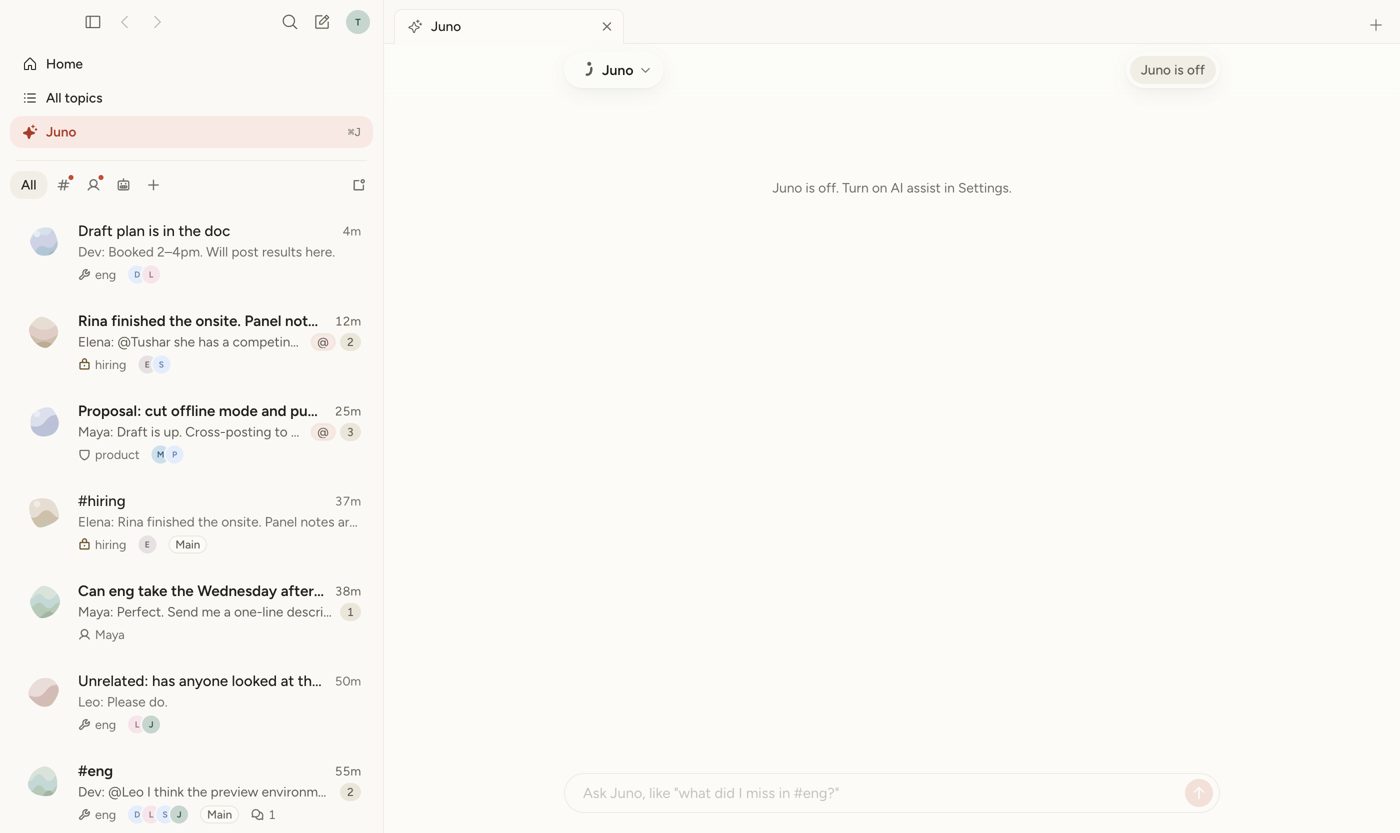 T
Juno
Home
All topics
Juno
⌘J
All
Draft plan is in the doc
4m
Dev: Booked 2–4pm. Will post results here.
eng
D
L
Rina finished the onsite. Panel not...
12m
Elena: @Tushar she has a competin...
@
2
hiring
E
S
Proposal: cut offline mode and pu...
25m
Maya: Draft is up. Cross-posting to ...
@
3
product
M
P
#hiring
37m
Elena: Rina finished the onsite. Panel notes ar...
hiring
E
Main
Can eng take the Wednesday after...
38m
Maya: Perfect. Send me a one-line descri...
1
Maya
Unrelated: has anyone looked at th...
50m
Leo: Please do.
eng
L
J
#eng
55m
Dev: @Leo I think the preview environm...
2
eng
D
L
S
J
Main
1
Juno
Juno is off
Juno is off. Turn on AI assist in Settings.
Ask Juno, like "what did I miss in #eng?"